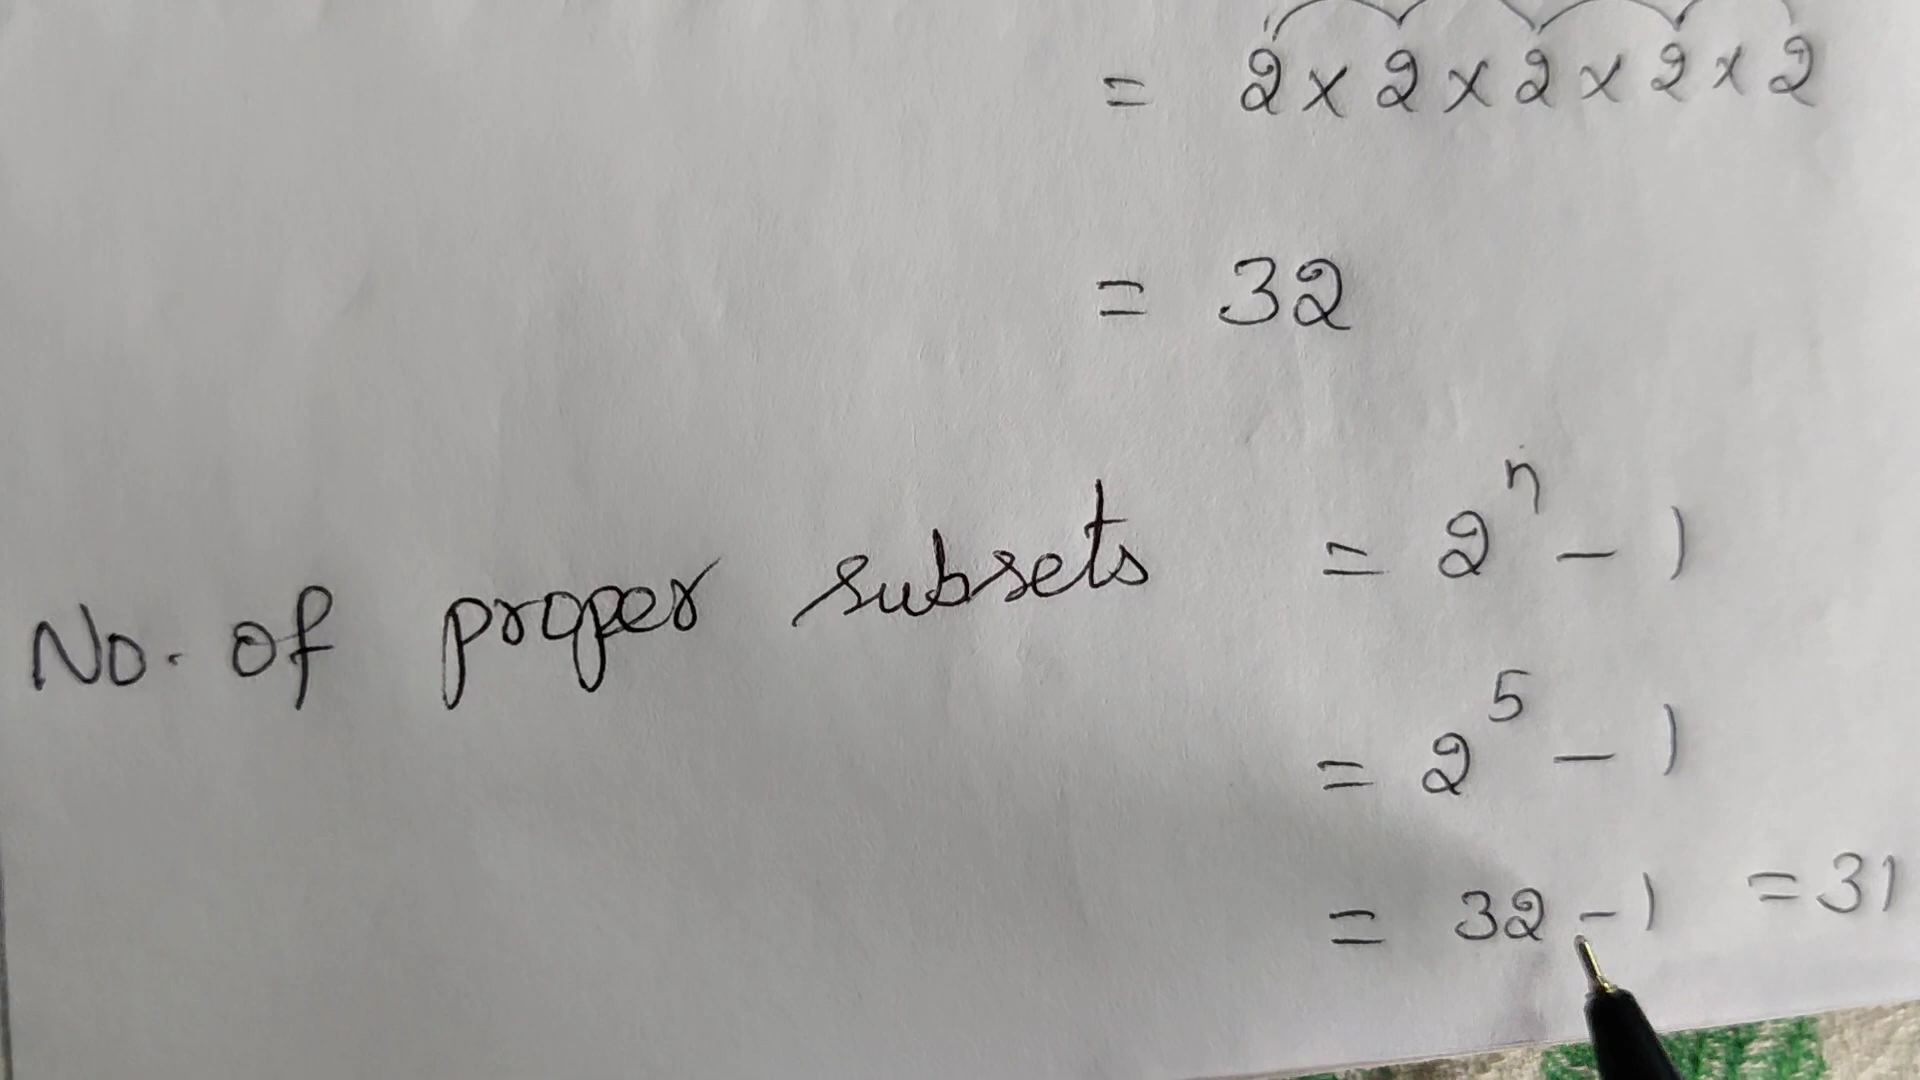 = 2 × 2 × 2 × 2 × 2
= 32
No. of proper subsets = 2ⁿ - 1
= 2⁵ - 1
= 32 - 1 = 31